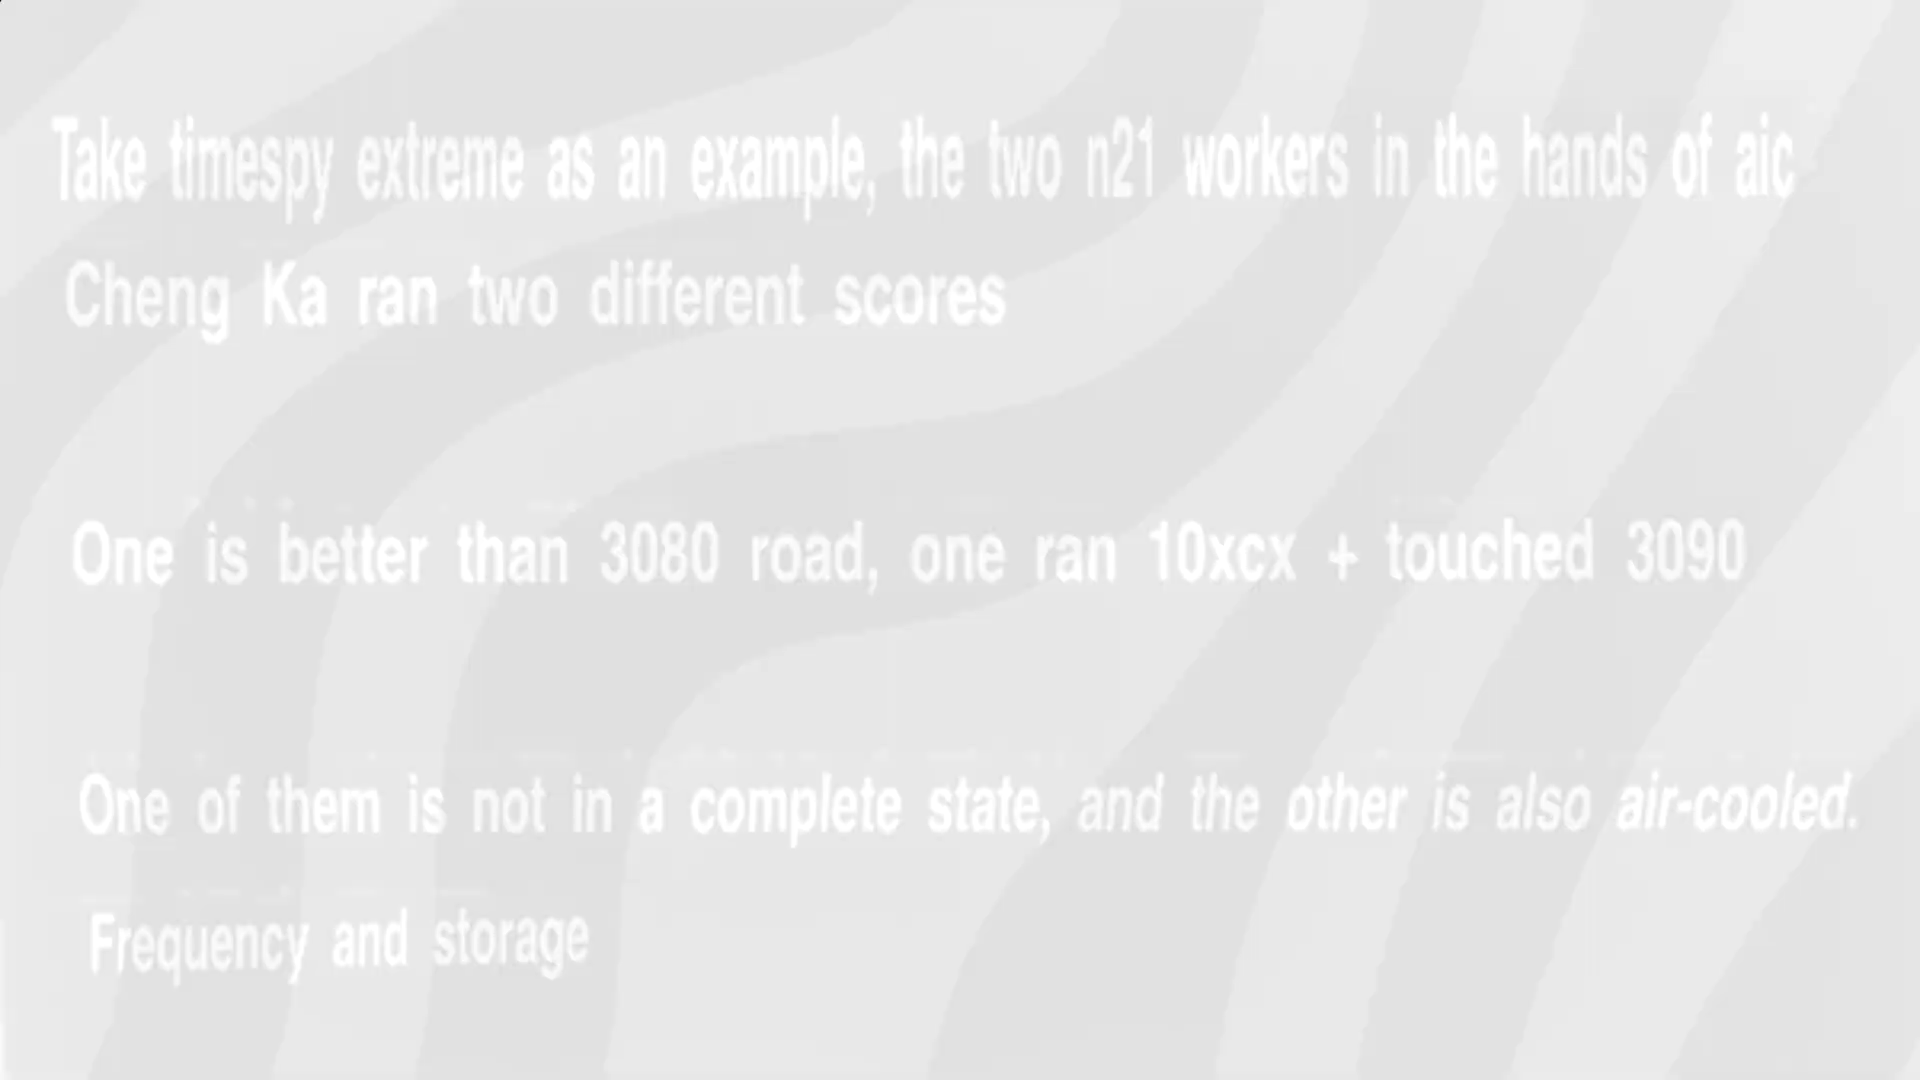 Take timespy extreme as an example, the two n21 workers in the hands of aic
Cheng Ka ran two different scores
One is better than 3080 road, one ran 10xcx + touched 3090
One of them is not in a complete state, and the other is also air-cooled.
Frequency and storage